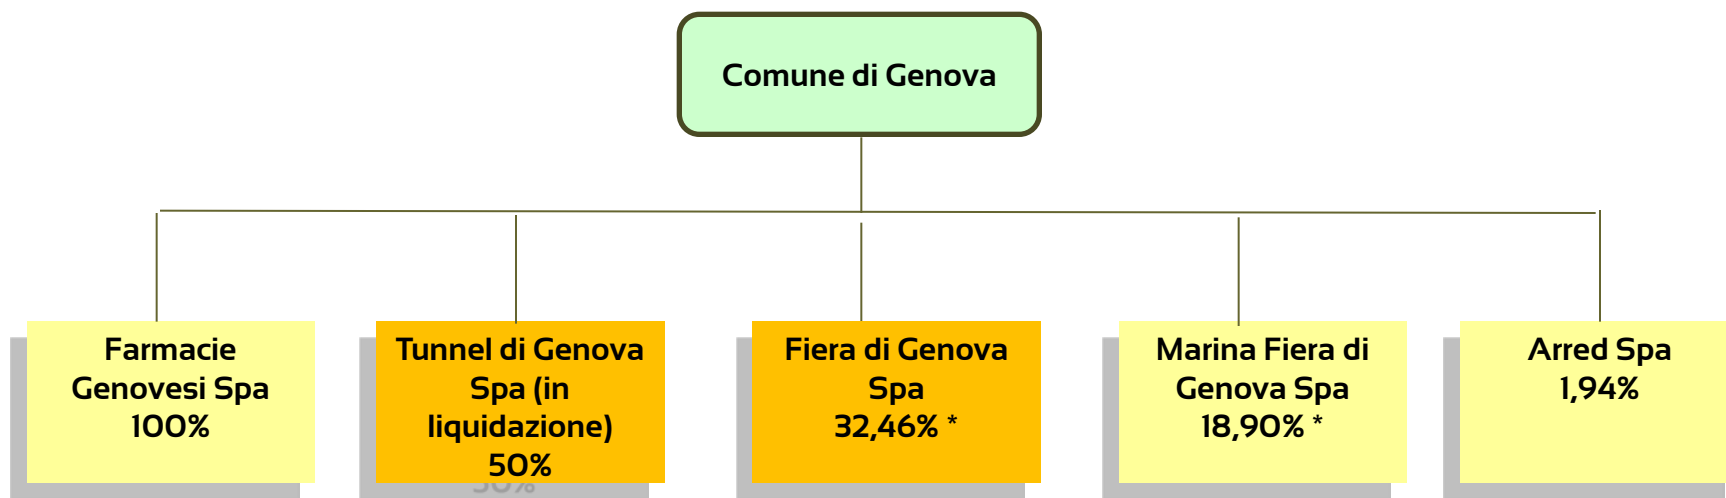 Comune di Genova
Farmacie
Genovesi Spa
100%
Tunnel di Genova
Spa (in
liquidazione)
50%
Fiera di Genova
Spa
32,46% *
Marina Fiera di
Genova Spa
18,90% *
Arred Spa
1,94%